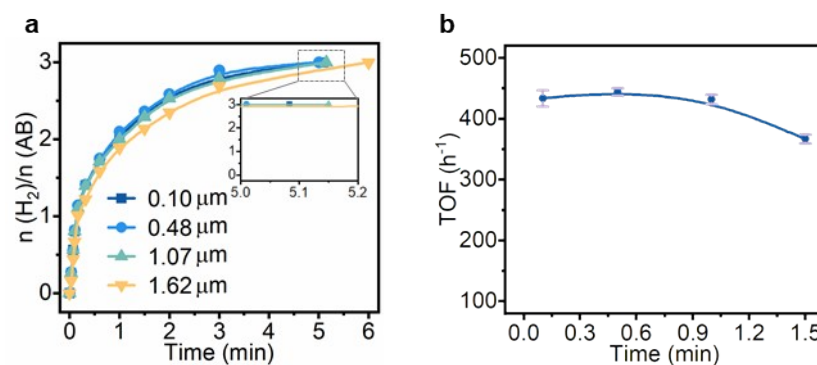 a
n (H₂)/n (AB)
3
2
1
0
3
2
1
0
5.0 5.1 5.2
0.10 μm
0.48 μm
1.07 μm
1.62 μm
0 1 2 3 4 5 6
Time (min)
b
TOF (h⁻¹)
500
400
300
200
100
0.0 0.3 0.6 0.9 1.2 1.5
Time (min)